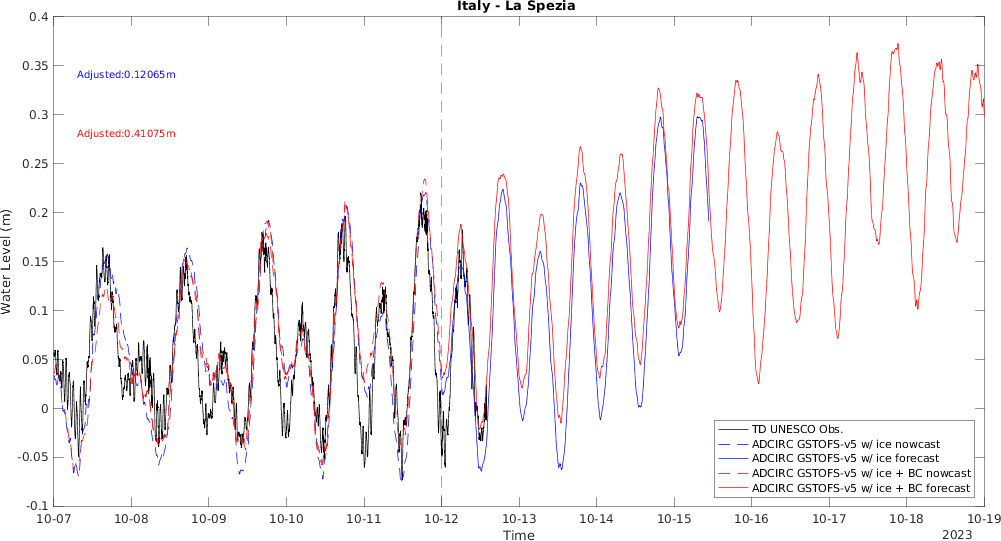 Italy - La Spezia
0.4
0.35
0.3
0.25
0.2
0.15
0.1
0.05
0
-0.05
-0.1
Water Level (m)
Adjusted:0.12065m
Adjusted:0.41075m
TD UNESCO Obs.
ADCIRC GSTOFS-v5 w/ ice nowcast
ADCIRC GSTOFS-v5 w/ ice forecast
ADCIRC GSTOFS-v5 w/ ice + BC nowcast
ADCIRC GSTOFS-v5 w/ ice + BC forecast
10-07 10-08 10-09 10-10 10-11 10-12 10-13 10-14 10-15 10-16 10-17 10-18 10-19
Time
2023